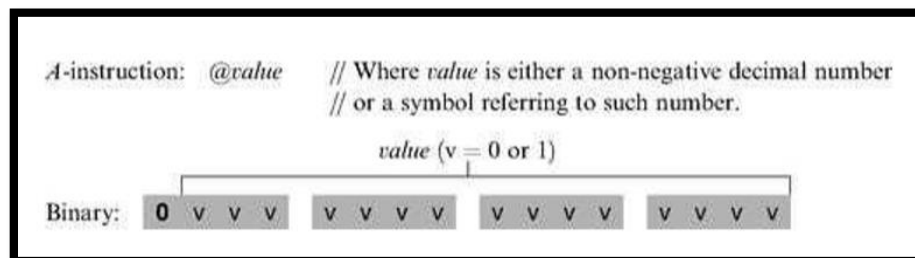 A-instruction: @value // Where value is either a non-negative decimal number
// or a symbol referring to such number.
value (v = 0 or 1)
Binary: 0 v v v v v v v v v v v v v v v